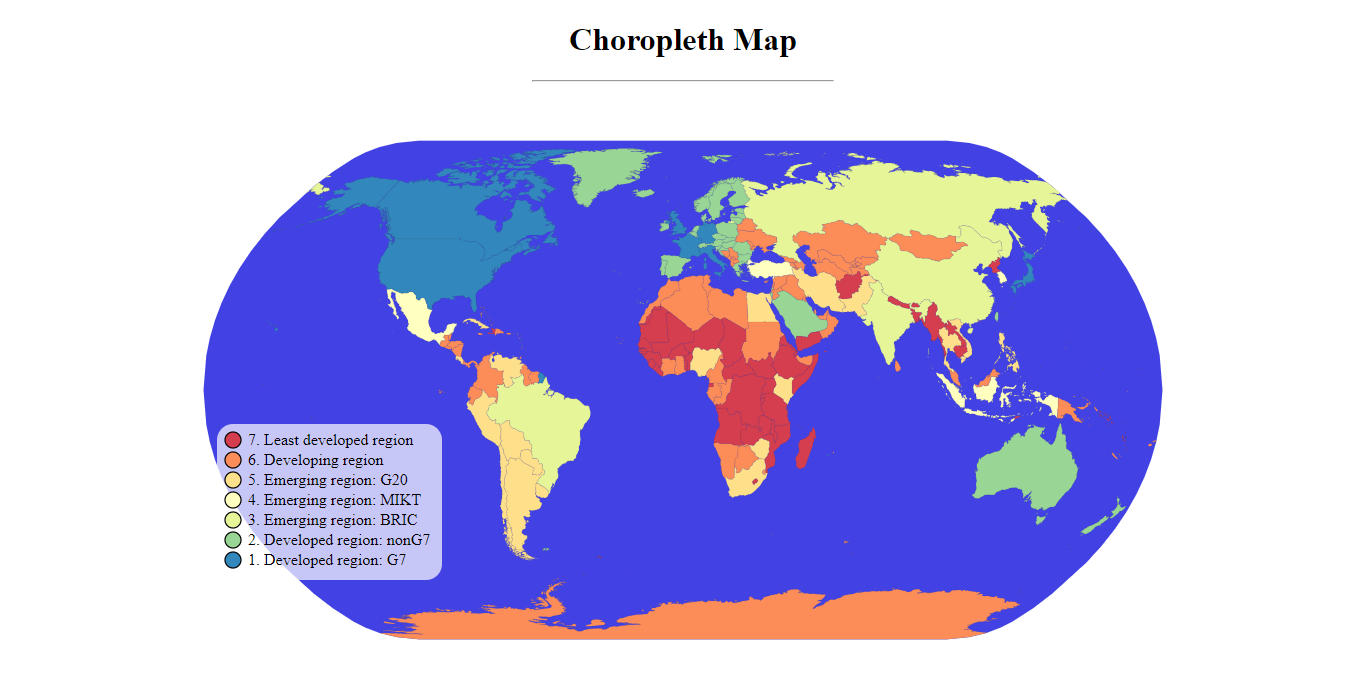 Choropleth Map
7. Least developed region
6. Developing region
5. Emerging region: G20
4. Emerging region: MIKT
3. Emerging region: BRIC
2. Developed region: nonG7
1. Developed region: G7